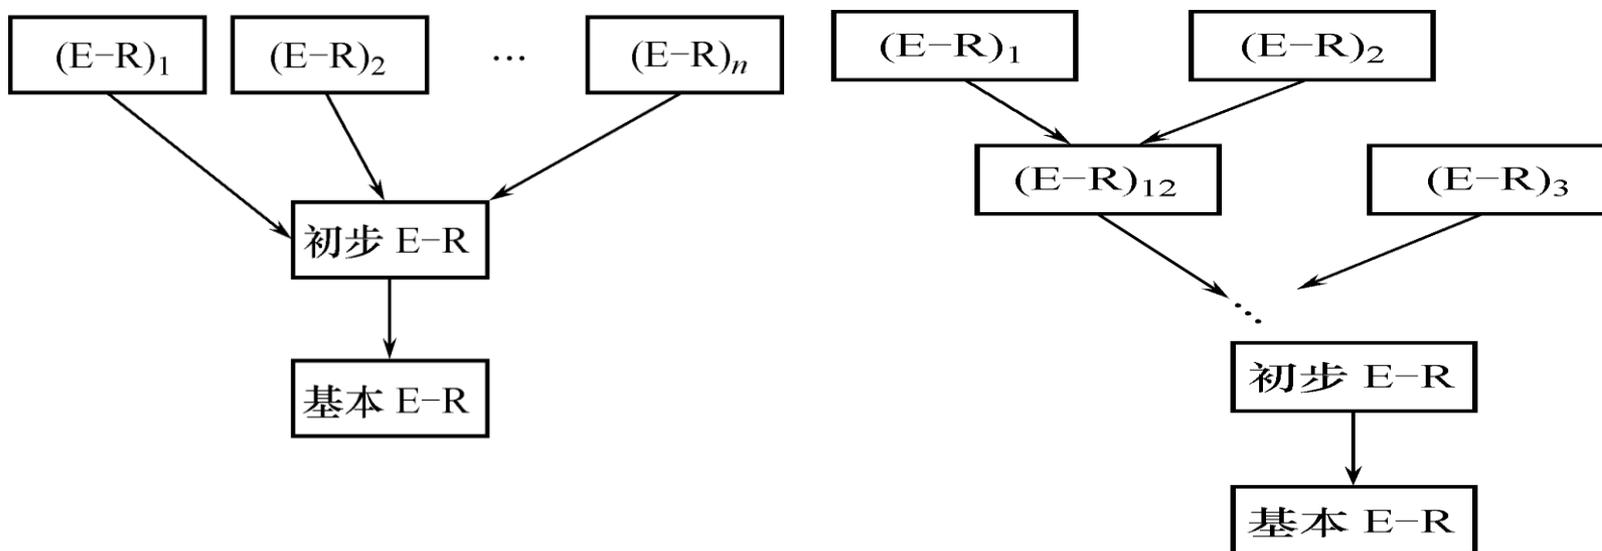 (E–R)₁
(E–R)₂
…
(E–R)ₙ
初步 E–R
基本 E–R
(E–R)₁
(E–R)₂
(E–R)₁₂
(E–R)₃
⋱
初步 E–R
基本 E–R